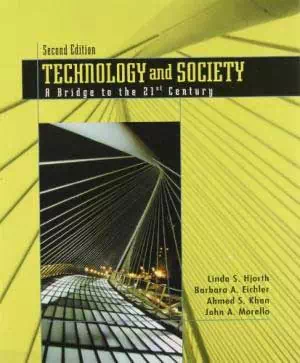 Second Edition
TECHNOLOGY and SOCIETY
A Bridge to the 21st Century
Linda S. Hjorth
Barbara A. Eichler
Ahmed S. Khan
John A. Morello